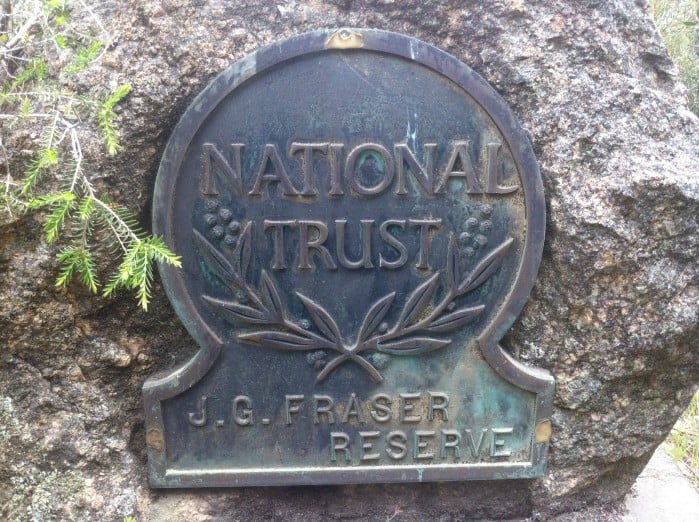 NATIONAL
TRUST
J.G. FRASER
RESERVE